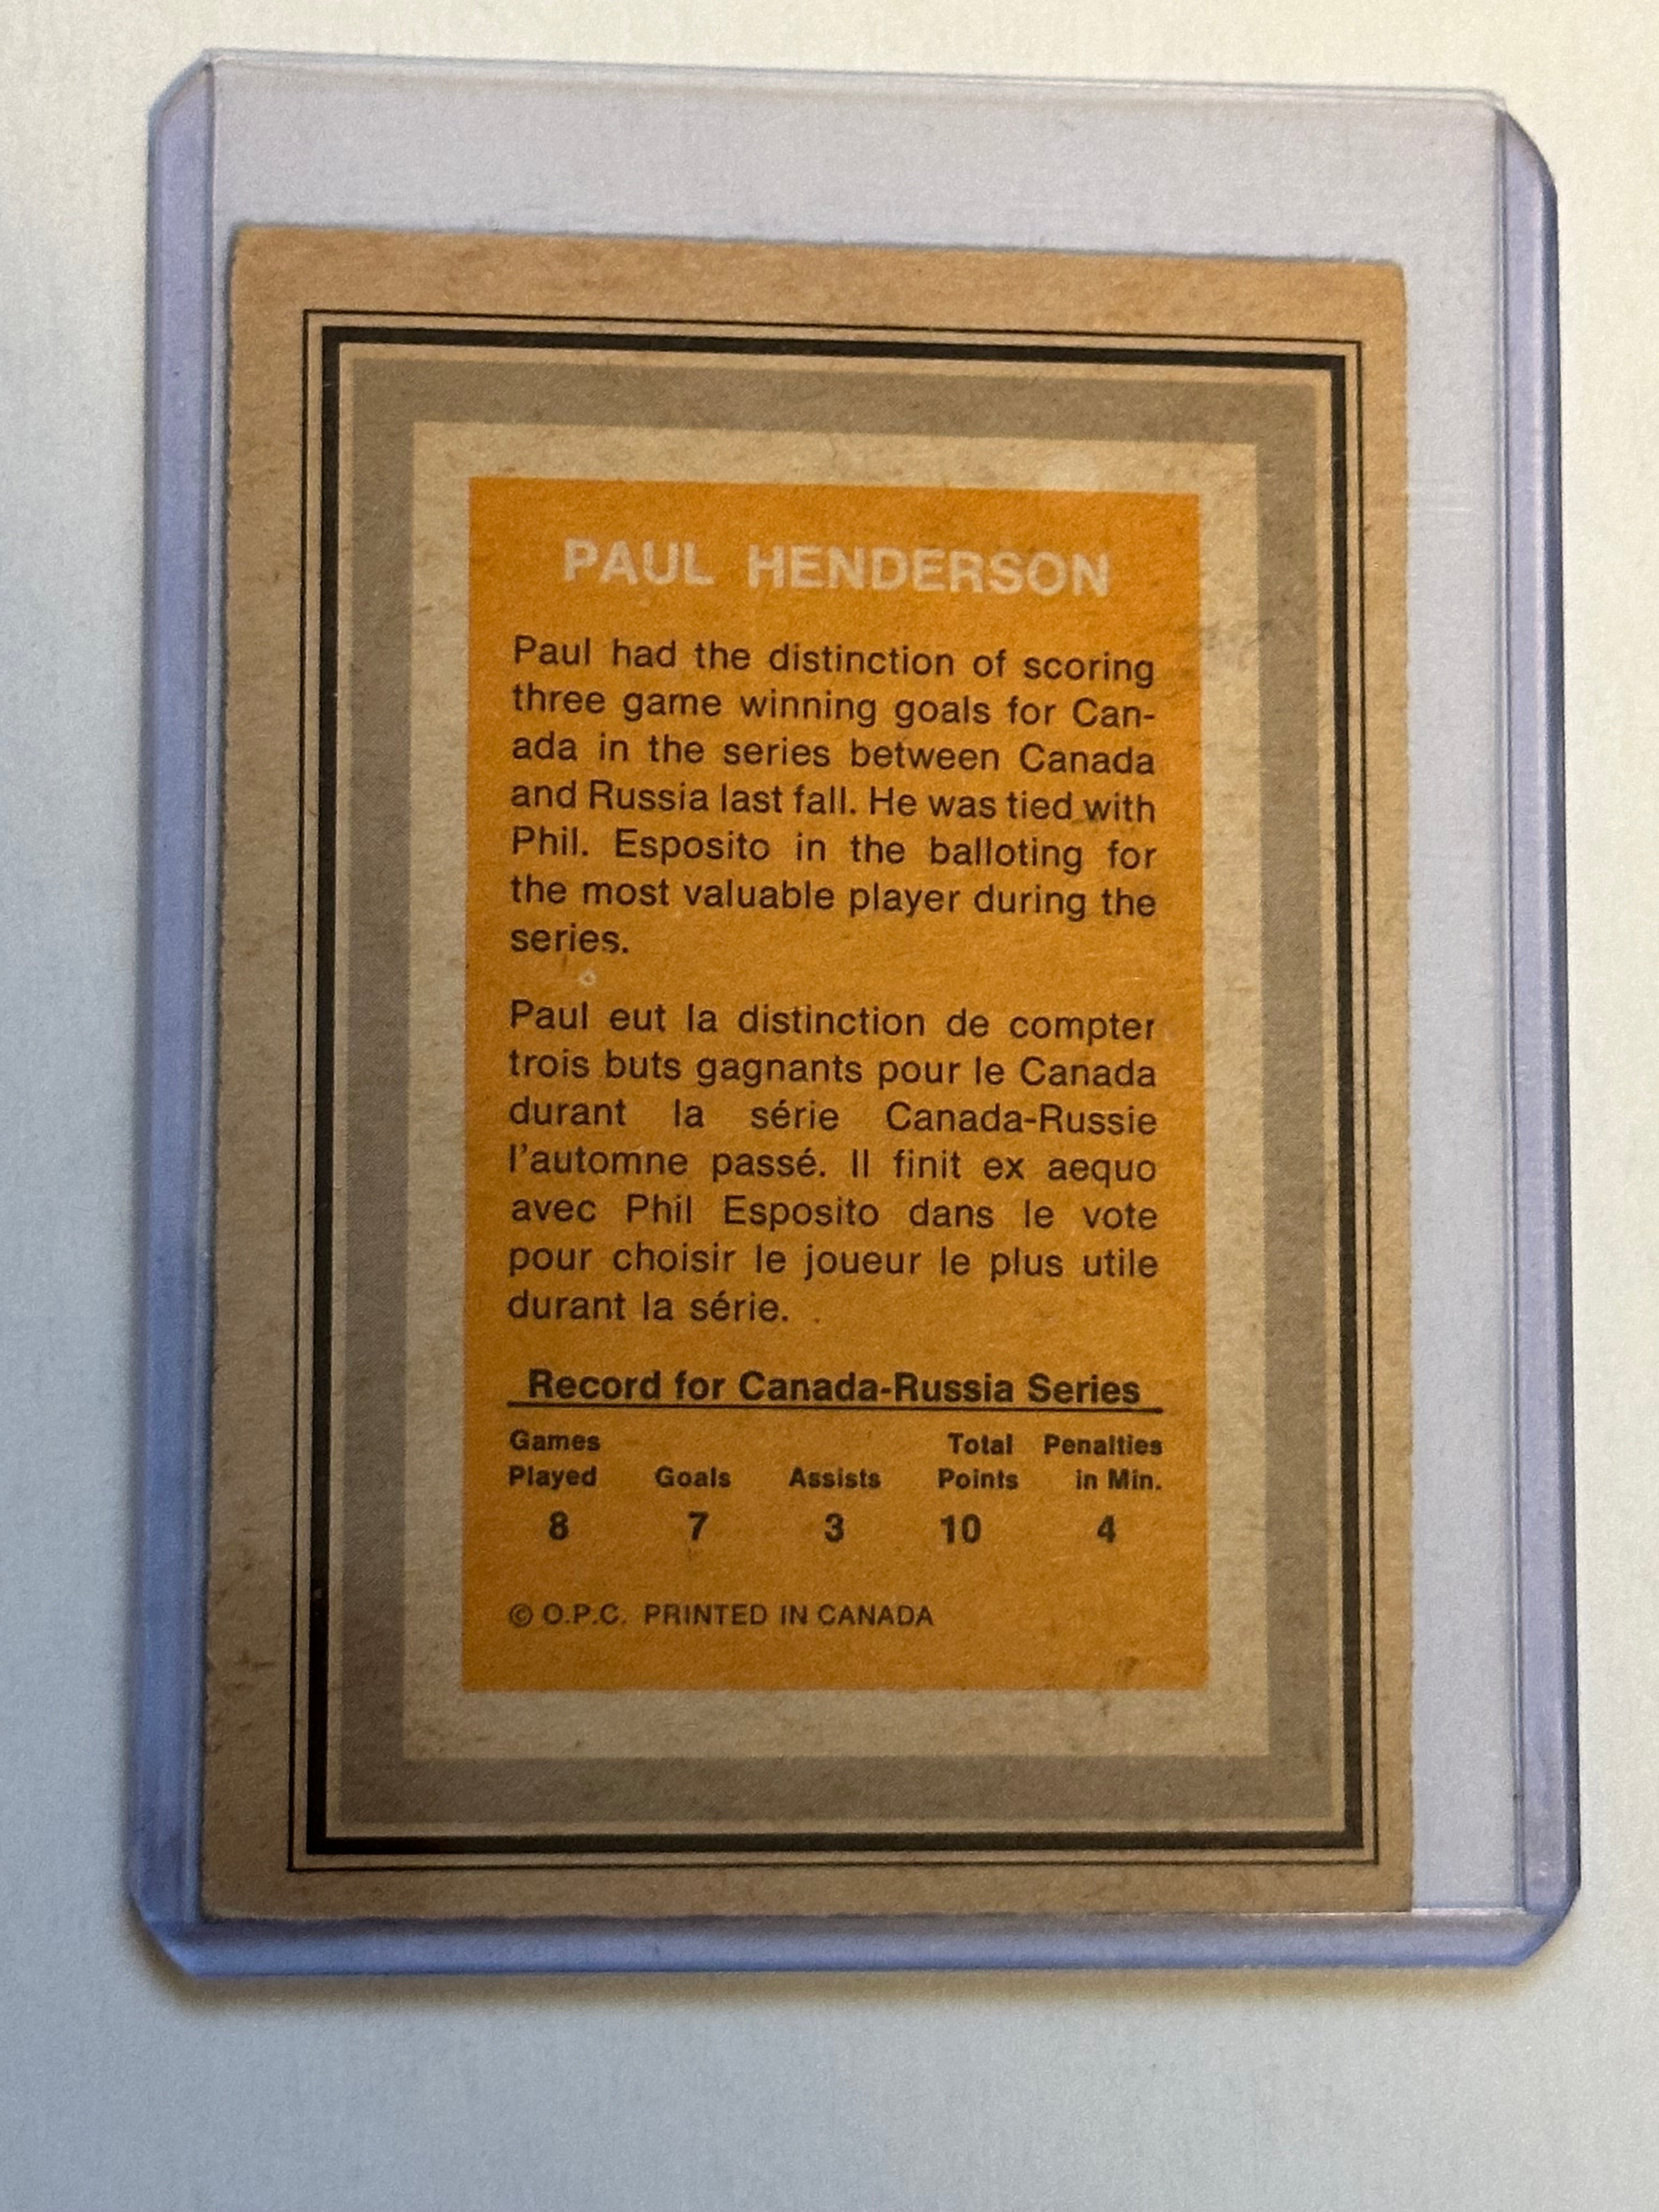 PAUL HENDERSON
Paul had the distinction of scoring
three game winning goals for Can-
ada in the series between Canada
and Russia last fall. He was tied with
Phil. Esposito in the balloting for
the most valuable player during the
series.
Paul eut la distinction de compter
trois buts gagnants pour le Canada
durant la série Canada-Russie
l'automne passé. Il finit ex aequo
avec Phil Esposito dans le vote
pour choisir le joueur le plus utile
durant la série.
Record for Canada-Russia Series
Games Total Penalties
Played Goals Assists Points in Min.
8 7 3 10 4
© O.P.C. PRINTED IN CANADA